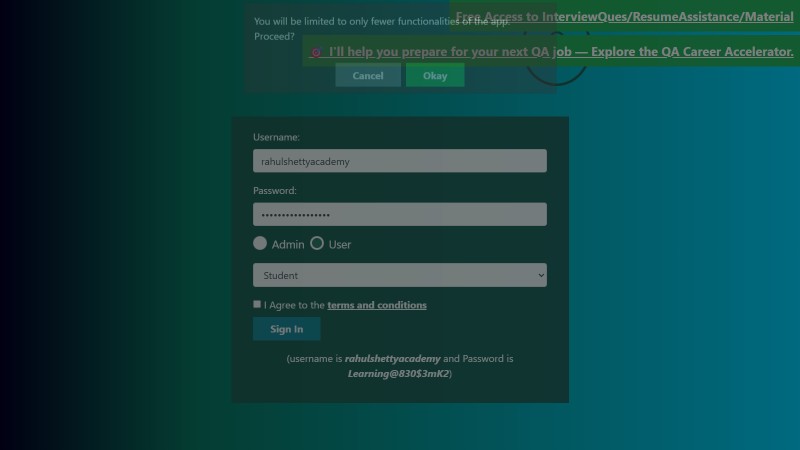 Free Access to InterviewQues/ResumeAssistance/Material
You will be limited to only fewer functionalities of the app.
Proceed?
🎯 I'll help you prepare for your next QA job — Explore the QA Career Accelerator.
Cancel Okay
Username:
rahulshettyacademy
Password:
•••••••••••••••••
Admin User
Student
I Agree to the terms and conditions
Sign In
(username is rahulshettyacademy and Password is
Learning@830$3mK2)